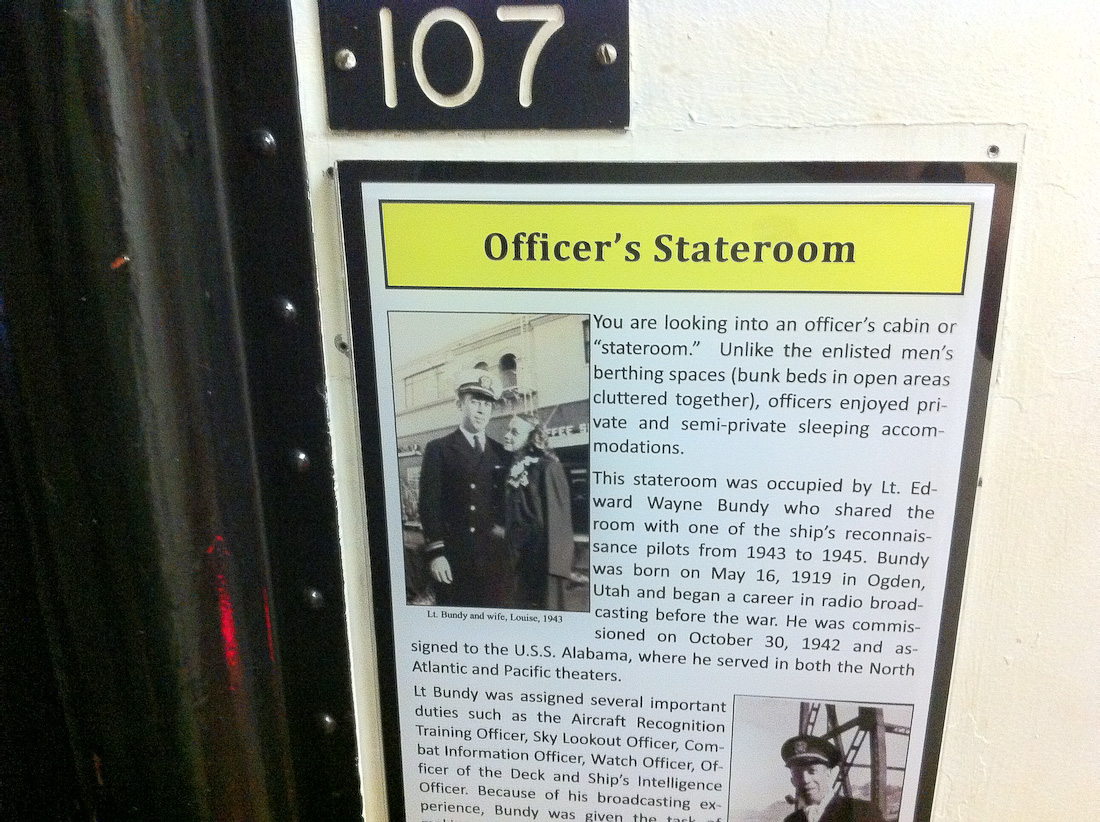 107
Officer's Stateroom
You are looking into an officer's cabin or
"stateroom." Unlike the enlisted men's
berthing spaces (bunk beds in open areas
cluttered together), officers enjoyed pri-
vate and semi-private sleeping accom-
modations.
This stateroom was occupied by Lt. Ed-
ward Wayne Bundy who shared the
room with one of the ship's reconnais-
sance pilots from 1943 to 1945. Bundy
was born on May 16, 1919 in Ogden,
Utah and began a career in radio broad-
casting before the war. He was commis-
sioned on October 30, 1942 and as-
signed to the U.S.S. Alabama, where he served in both the North
Atlantic and Pacific theaters.
Lt. Bundy and wife, Louise, 1943
Lt Bundy was assigned several important
duties such as the Aircraft Recognition
Training Officer, Sky Lookout Officer, Com-
bat Information Officer, Watch Officer, Of-
ficer of the Deck and Ship's Intelligence
Officer. Because of his broadcasting ex-
perience, Bundy was given the task of